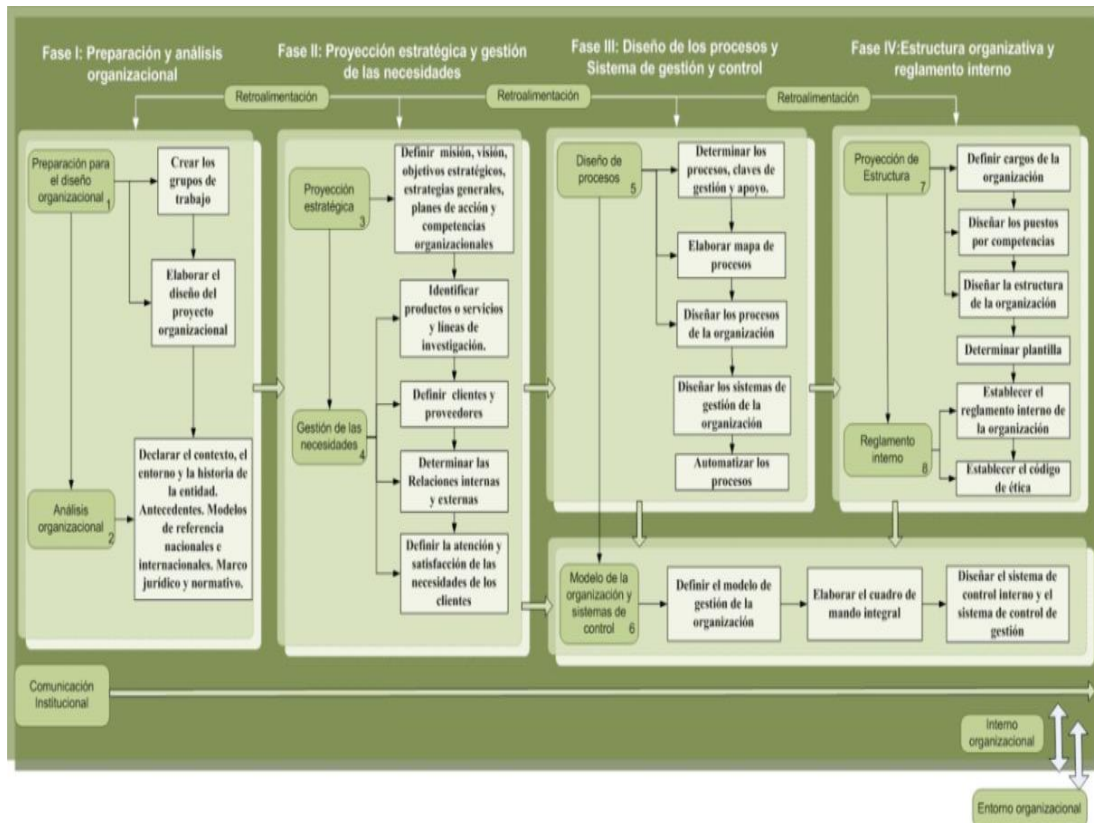 Fase I: Preparación y análisis
organizacional
Fase II: Proyección estratégica y gestión
de las necesidades
Fase III: Diseño de los procesos y
Sistema de gestión y control
Fase IV:Estructura organizativa y
reglamento interno
Retroalimentación
Retroalimentación
Retroalimentación
Preparación para
el diseño
organizacional
1
Crear los
grupos de
trabajo
Elaborar el
diseño del
proyecto
organizacional
Análisis
organizacional
2
Declarar el contexto, el
entorno y la historia de
la entidad.
Antecedentes. Modelos
de referencia
nacionales e
internacionales. Marco
jurídico y normativo.
Proyección
estratégica
3
Definir misión, visión,
objetivos estratégicos,
estrategias generales,
planes de acción y
competencias
organizacionales
Identificar
productos o servicios
y líneas de
investigación.
Gestión de las
necesidades
4
Definir clientes y
proveedores
Determinar las
Relaciones internas y
externas
Definir la atención y
satisfacción de las
necesidades de los
clientes
Diseño de
procesos
5
Determinar los
procesos, claves de
gestión y apoyo.
Elaborar mapa de
procesos
Diseñar los procesos
de la organización
Diseñar los sistemas de
gestión de la
organización
Automatizar los
procesos
Proyección de
Estructura
7
Definir cargos de la
organización
Diseñar los puestos
por competencias
Diseñar la estructura
de la organización
Determinar plantilla
Reglamento
interno
8
Establecer el
reglamento interno de
la organización
Establecer el código
de ética
Modelo de la
organización y
sistemas de
control
6
Definir el modelo de
gestión de la
organización
Elaborar el cuadro de
mando integral
Diseñar el sistema de
control interno y el
sistema de control de
gestión
Comunicación
Institucional
Interno
organizacional
Entorno organizacional